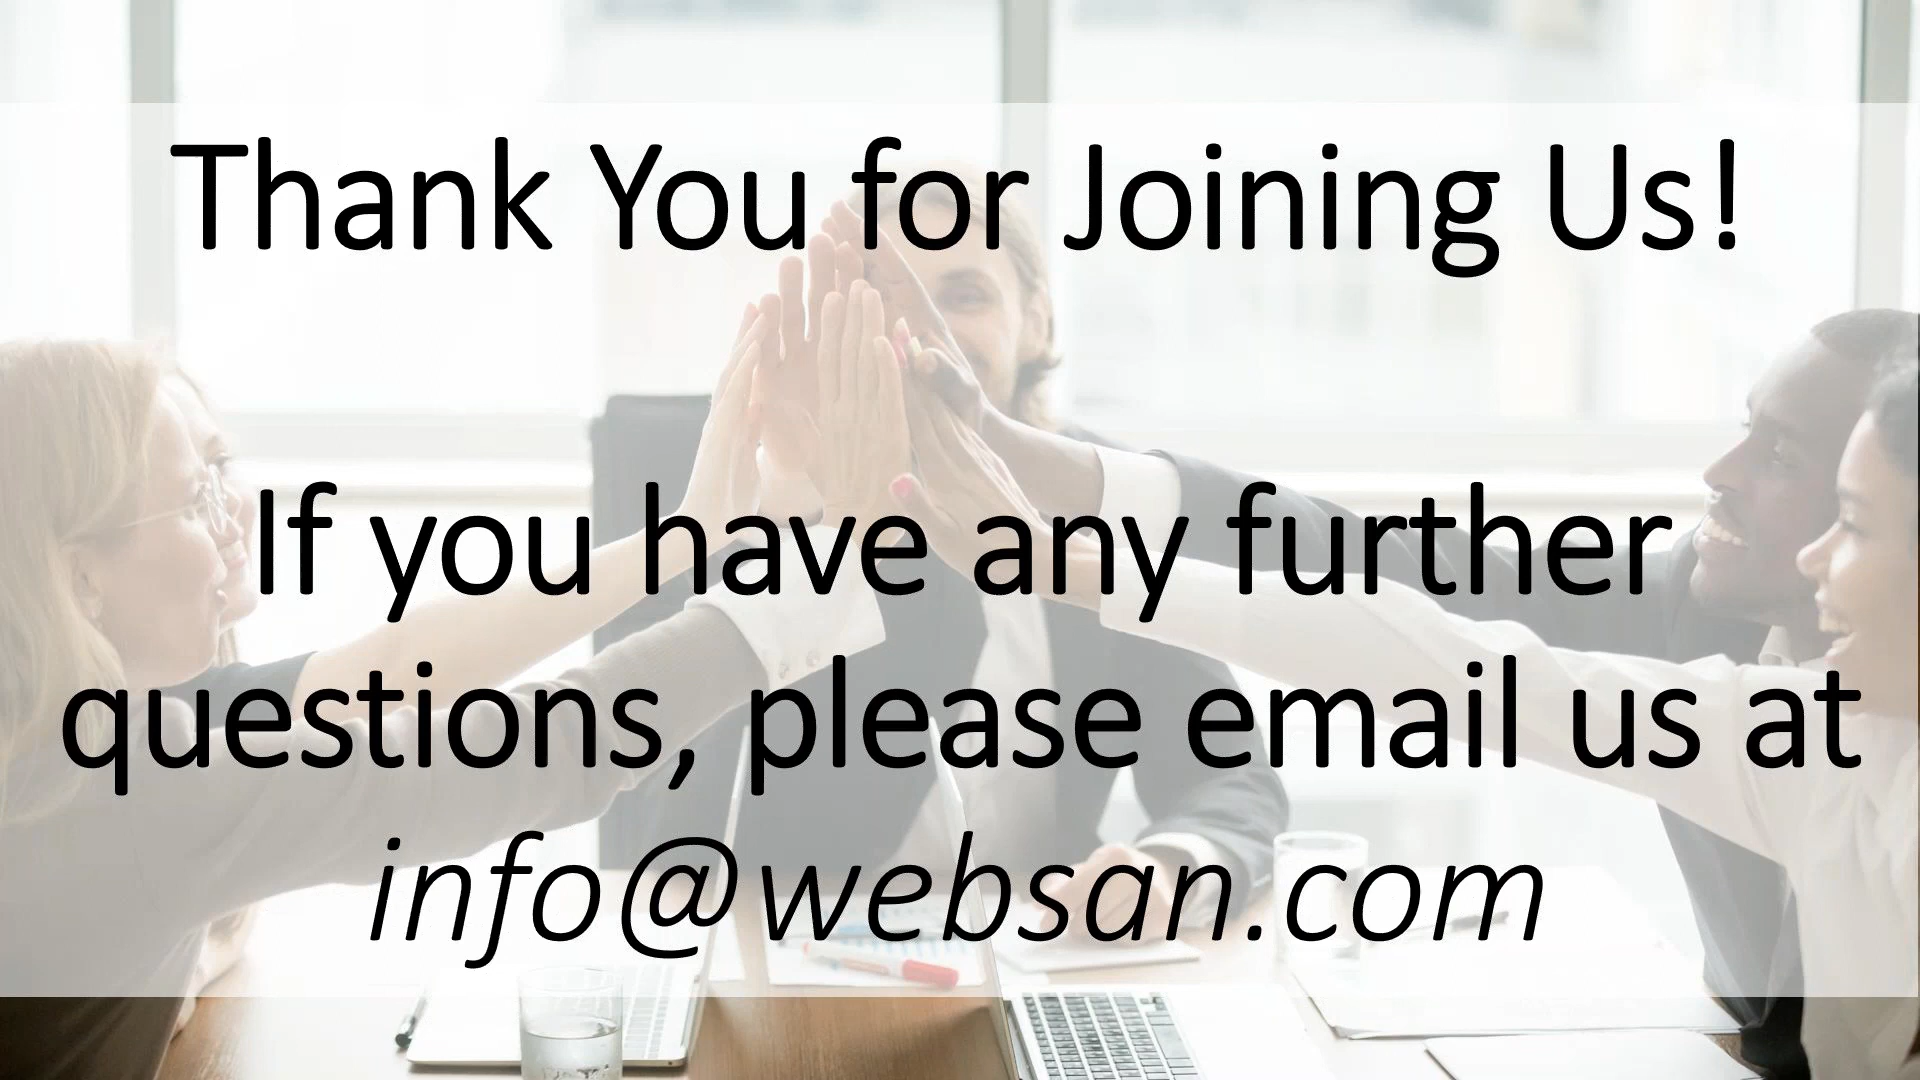 Thank You for Joining Us!
If you have any further
questions, please email us at
info@websan.com